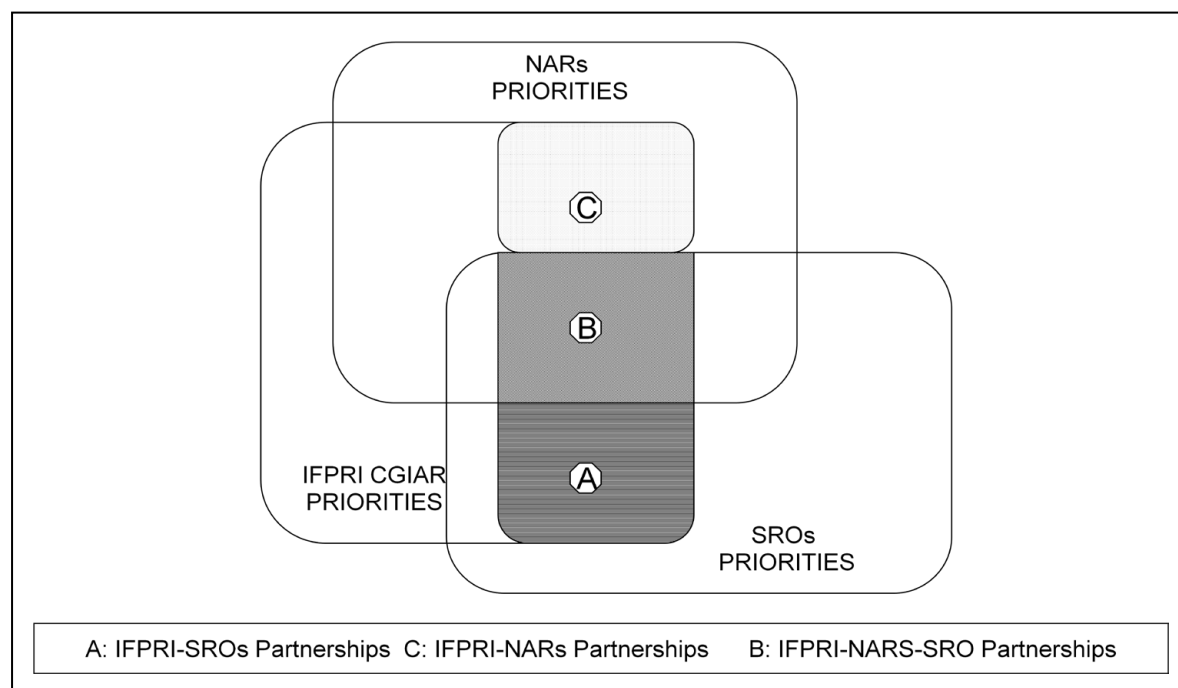 NARs
PRIORITIES
C
B
A
IFPRI CGIAR
PRIORITIES
SROs
PRIORITIES
A: IFPRI-SROs Partnerships C: IFPRI-NARs Partnerships B: IFPRI-NARS-SRO Partnerships